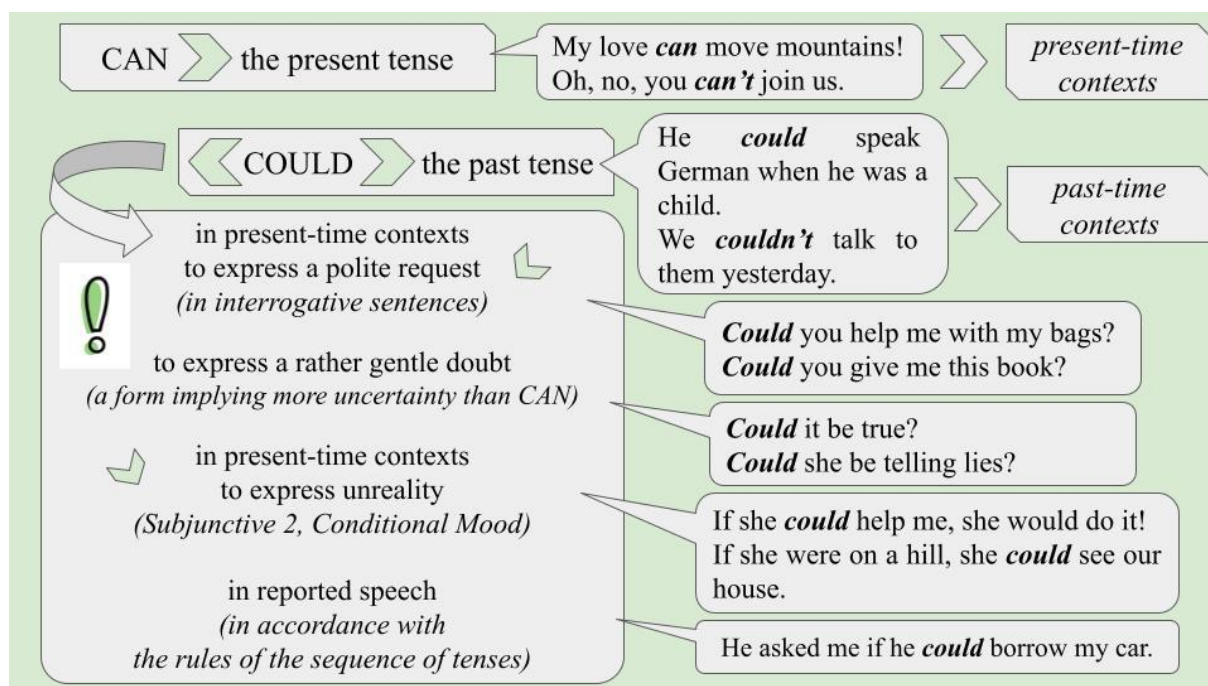 CAN the present tense
My love can move mountains!
Oh, no, you can’t join us.
present-time
contexts
COULD the past tense
He could speak
German when he was a
child.
We couldn’t talk to
them yesterday.
past-time
contexts
in present-time contexts
to express a polite request
(in interrogative sentences)
Could you help me with my bags?
Could you give me this book?
to express a rather gentle doubt
(a form implying more uncertainty than CAN)
Could it be true?
Could she be telling lies?
in present-time contexts
to express unreality
(Subjunctive 2, Conditional Mood)
If she could help me, she would do it!
If she were on a hill, she could see our
house.
in reported speech
(in accordance with
the rules of the sequence of tenses)
He asked me if he could borrow my car.